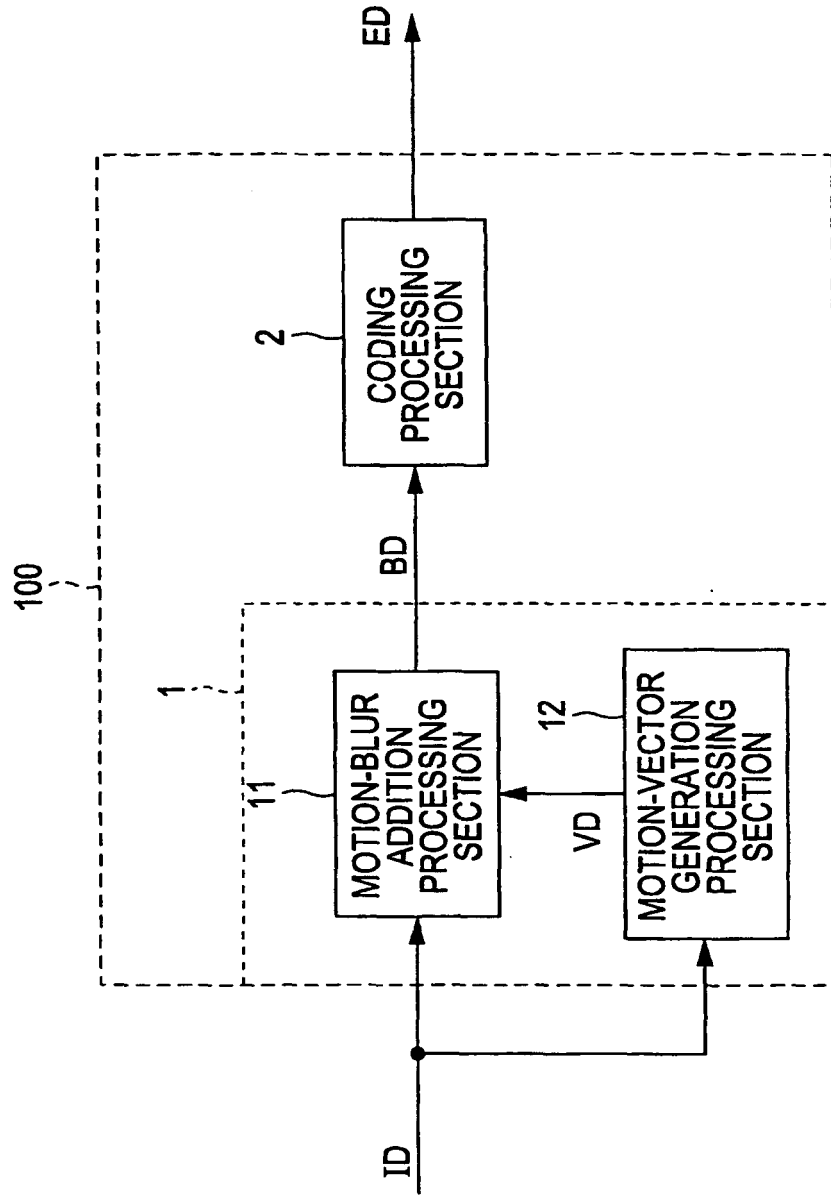 100
1
ID
11
MOTION-BLUR
ADDITION
PROCESSING
SECTION
BD
2
CODING
PROCESSING
SECTION
ED
VD
12
MOTION-VECTOR
GENERATION
PROCESSING
SECTION